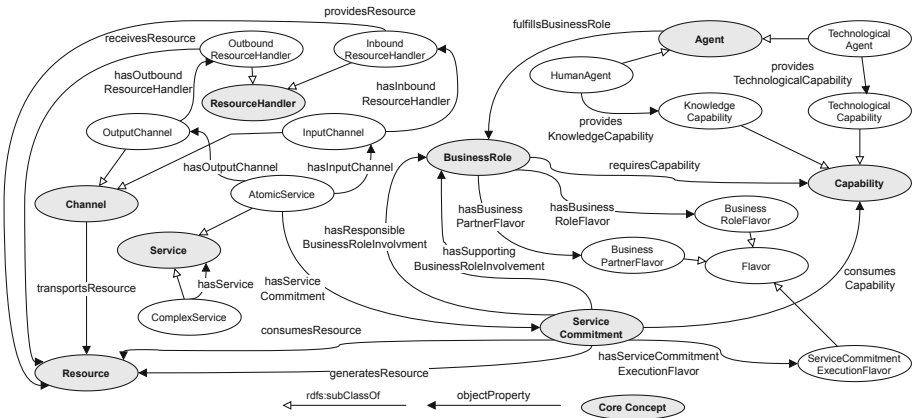 providesResource
receivesResource
Outbound
ResourceHandler
Inbound
ResourceHandler
fulfillsBusinessRole
Agent
Technological
Agent
hasOutbound
ResourceHandler
ResourceHandler
hasInbound
ResourceHandler
HumanAgent
provides
TechnologicalCapability
provides
KnowledgeCapability
Knowledge
Capability
Technological
Capability
OutputChannel
InputChannel
hasOutputChannel
hasInputChannel
BusinessRole
requiresCapability
Capability
Channel
AtomicService
hasResponsible
BusinessRoleInvolvment
hasBusiness
PartnerFlavor
hasBusiness
RoleFlavor
Business
RoleFlavor
Service
hasSupporting
BusinessRoleInvolvement
Business
PartnerFlavor
Flavor
hasService
hasService
Commitment
consumes
Capability
transportsResource
ComplexService
consumesResource
Service
Commitment
Resource
generatesResource
hasServiceCommitment
ExecutionFlavor
ServiceCommitment
ExecutionFlavor
rdfs:subClassOf
objectProperty
Core Concept